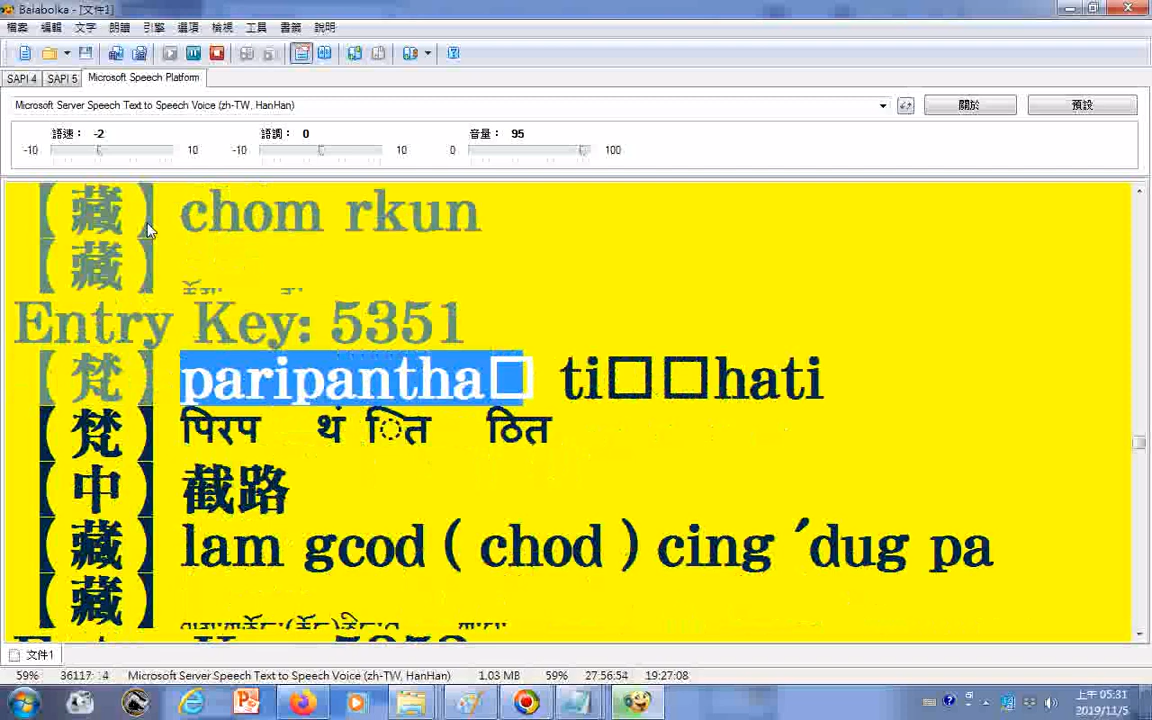 Balabolka - [文件1]
檔案 編輯 文字 朗讀 引擎 選項 檢視 工具 書籤 說明
SAPI 4 SAPI 5 Microsoft Speech Platform
Microsoft Server Speech Text to Speech Voice (zh-TW, HanHan) 關於 預設
語速： -2 語調： 0 音量： 95
-10 10 -10 10 0 100
【藏】 chom rkun
【藏】
Entry Key: 5351
【梵】 paripantha□ ti□□hati
【梵】
【中】 截路
【藏】 lam gcod ( chod ) cing ´dug pa
【藏】
文件1
59% 36117: 14 Microsoft Server Speech Text to Speech Voice (zh-TW, HanHan) 1.03 MB 59% 27:56:54 19:27:08
上午 05:31
2019/11/5